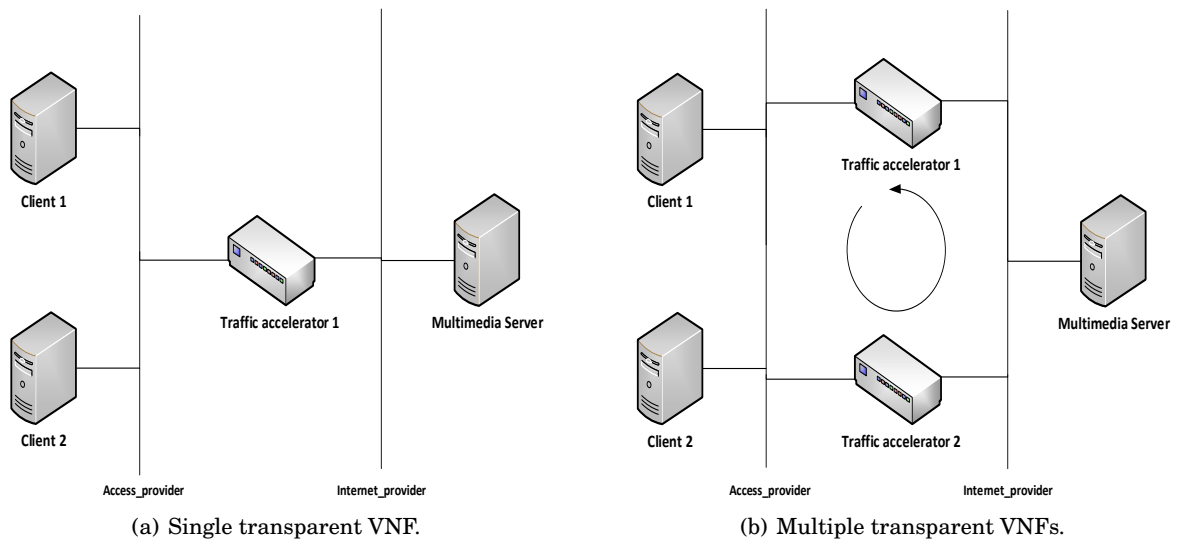 Client 1
Traffic accelerator 1
Multimedia Server
Client 2
Access_provider
Internet_provider
(a) Single transparent VNF.
Client 1
Traffic accelerator 1
Multimedia Server
Client 2
Traffic accelerator 2
Access_provider
Internet_provider
(b) Multiple transparent VNFs.